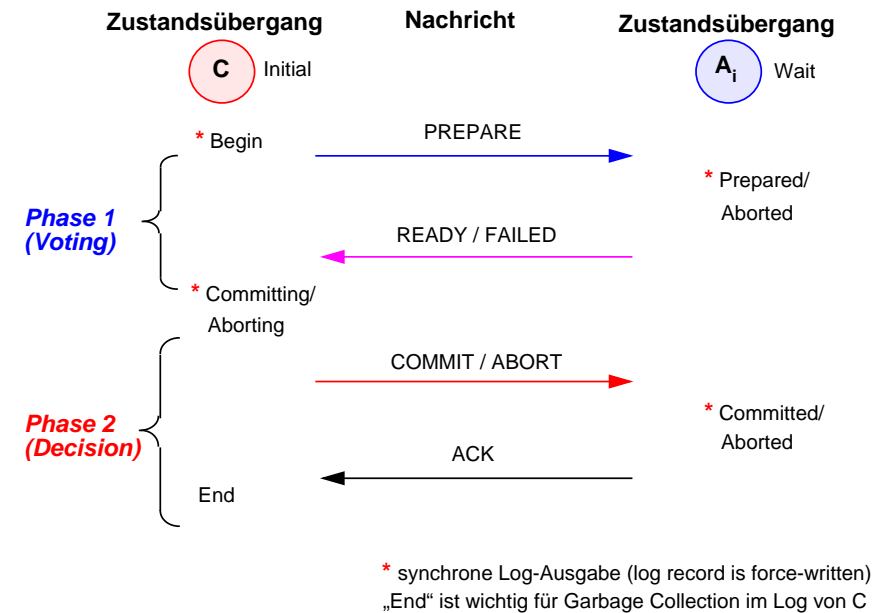 Zustandsübergang Nachricht Zustandsübergang
C Initial Ai Wait
* Begin PREPARE
* Prepared/
Aborted
Phase 1
(Voting)
READY / FAILED
* Committing/
Aborting
COMMIT / ABORT
* Committed/
Aborted
Phase 2
(Decision)
ACK
End
* synchrone Log-Ausgabe (log record is force-written)
„End“ ist wichtig für Garbage Collection im Log von C